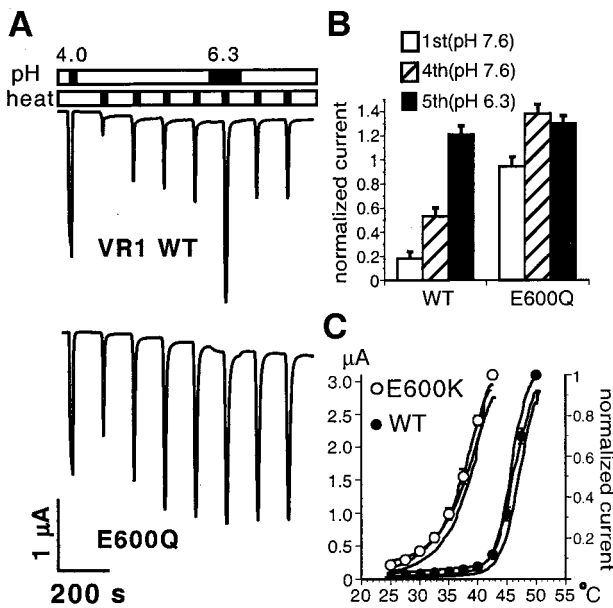 A
4.0 6.3
pH
heat
VR1 WT
E600Q
1 μA
200 s
B
1st(pH 7.6)
4th(pH 7.6)
5th(pH 6.3)
normalized current
1.4
1.2
1
0.8
0.6
0.4
0.2
0
WT E600Q
C
μA
E600K
WT
3.0
2.5
2.0
1.5
1.0
0.5
0
1
0.8
0.6
0.4
0.2
normalized current
20 25 30 35 40 45 50 55 °C